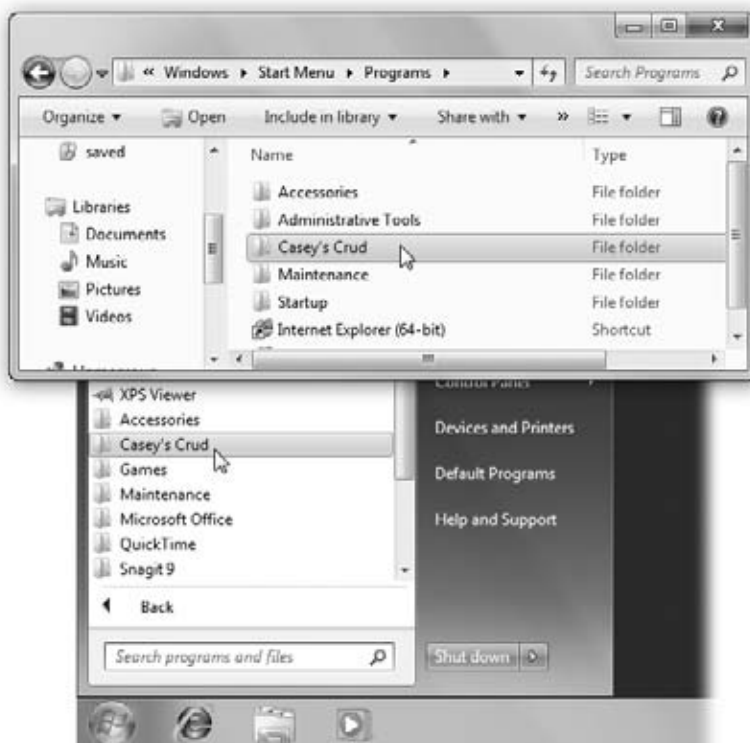 « Windows ▸ Start Menu ▸ Programs ▸
Search Programs
Organize ▾ Open Include in library ▾ Share with ▾ »
saved
Libraries
Documents
Music
Pictures
Videos
Name Type
Accessories File folder
Administrative Tools File folder
Casey's Crud File folder
Maintenance File folder
Startup File folder
Internet Explorer (64-bit) Shortcut
XPS Viewer
Accessories
Casey's Crud
Games
Maintenance
Microsoft Office
QuickTime
Snagit 9
Back
Search programs and files
Control Panel
Devices and Printers
Default Programs
Help and Support
Shut down